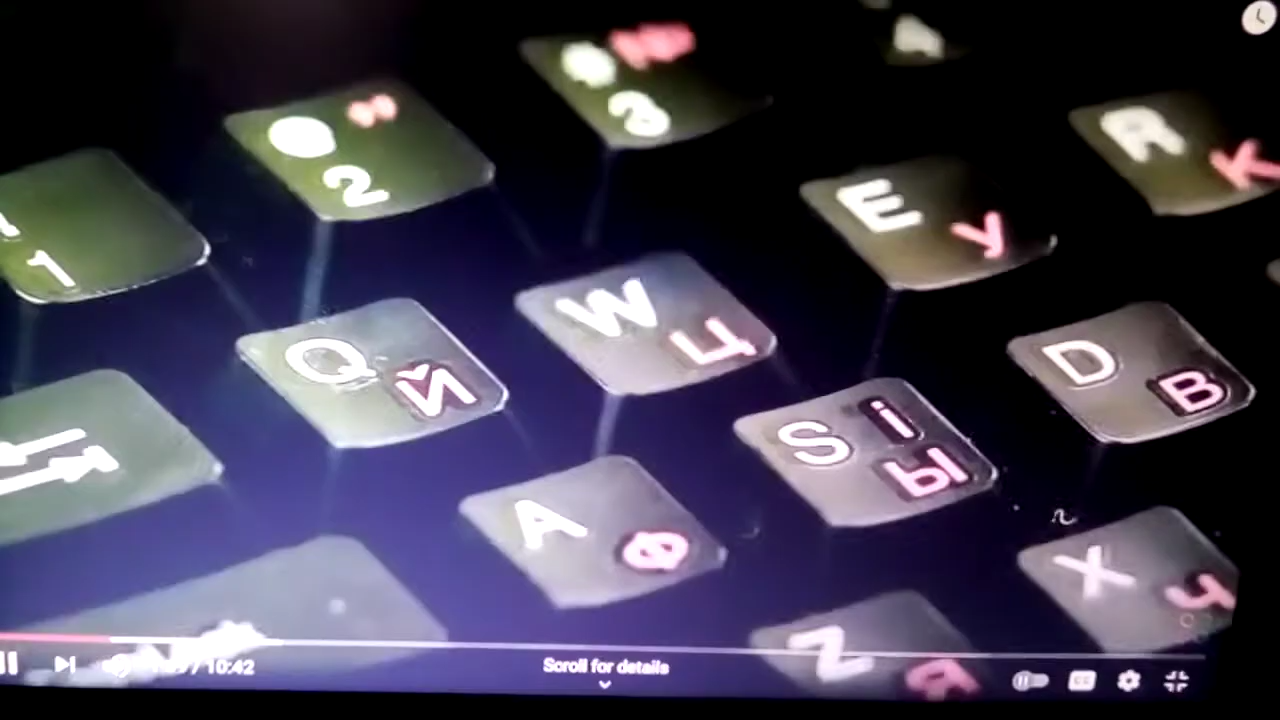 "
2
3
1
E У
R К
W Ц
Q Й
D В
S і
Ы
A Ф
X Ч
Z Я
/ 10:42
Scroll for details